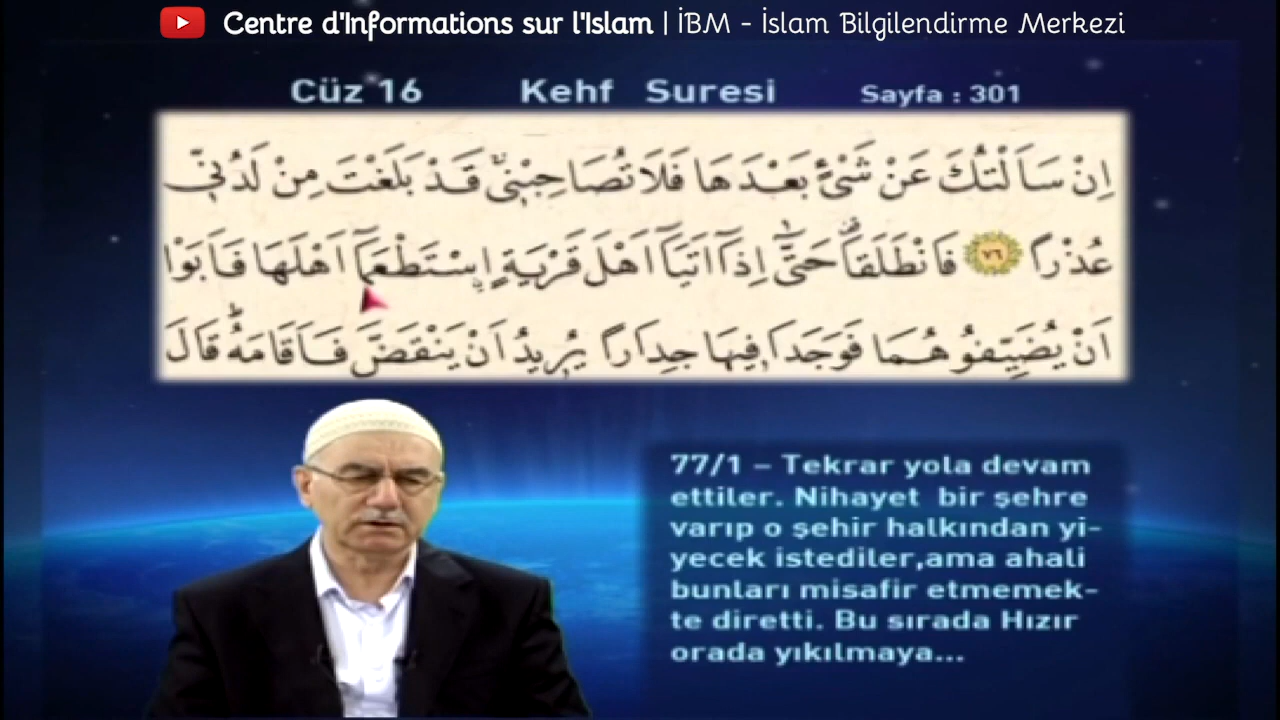 Centre d'Informations sur l'Islam | İBM - İslam Bilgilendirme Merkezi
Cüz 16 Kehf Suresi Sayfa : 301
اِنْ سَاَلْتُكَ عَنْ شَىْءٍ بَعْدَهَا فَلَا تُصَاحِبْنٖى قَدْ بَلَغْتَ مِنْ لَدُنّٖى
عُذْرًا ﴿٧٦﴾ فَانْطَلَقَا حَتّٰٓى اِذَٓا اَتَيَٓا اَهْلَ قَرْيَةٍ اِسْتَطْعَمَٓا اَهْلَهَا فَاَبَوْا
اَنْ يُضَيِّفُوهُمَا فَوَجَدَا فٖيهَا جِدَارًا يُرٖيدُ اَنْ يَنْقَضَّ فَاَقَامَهُ قَالَ
77/1 – Tekrar yola devam
ettiler. Nihayet bir şehre
varıp o şehir halkından yi-
yecek istediler,ama ahali
bunları misafir etmemek-
te diretti. Bu sırada Hızır
orada yıkılmaya...